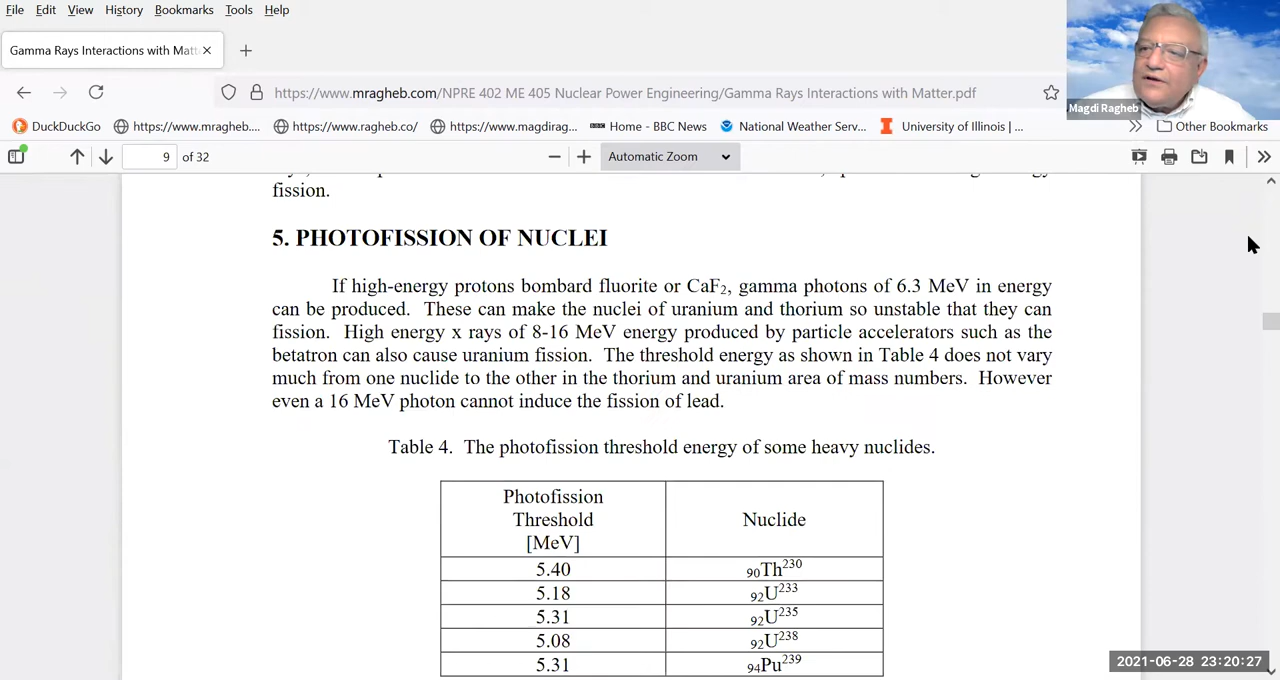 File Edit View History Bookmarks Tools Help
Gamma Rays Interactions with Matt
https://www.mragheb.com/NPRE 402 ME 405 Nuclear Power Engineering/Gamma Rays Interactions with Matter.pdf
Magdi Ragheb
DuckDuckGo https://www.mragheb.... https://www.ragheb.co/ https://www.magdirag... BBC Home - BBC News National Weather Serv... University of Illinois |... Other Bookmarks
9 of 32 Automatic Zoom
fission.
5. PHOTOFISSION OF NUCLEI
If high-energy protons bombard fluorite or CaF₂, gamma photons of 6.3 MeV in energy
can be produced. These can make the nuclei of uranium and thorium so unstable that they can
fission. High energy x rays of 8-16 MeV energy produced by particle accelerators such as the
betatron can also cause uranium fission. The threshold energy as shown in Table 4 does not vary
much from one nuclide to the other in the thorium and uranium area of mass numbers. However
even a 16 MeV photon cannot induce the fission of lead.
Table 4. The photofission threshold energy of some heavy nuclides.
Photofission
Threshold
[MeV]
Nuclide
5.40 ₉₀Th²³⁰
5.18 ₉₂U²³³
5.31 ₉₂U²³⁵
5.08 ₉₂U²³⁸
5.31 ₉₄Pu²³⁹
2021-06-28 23:20:27